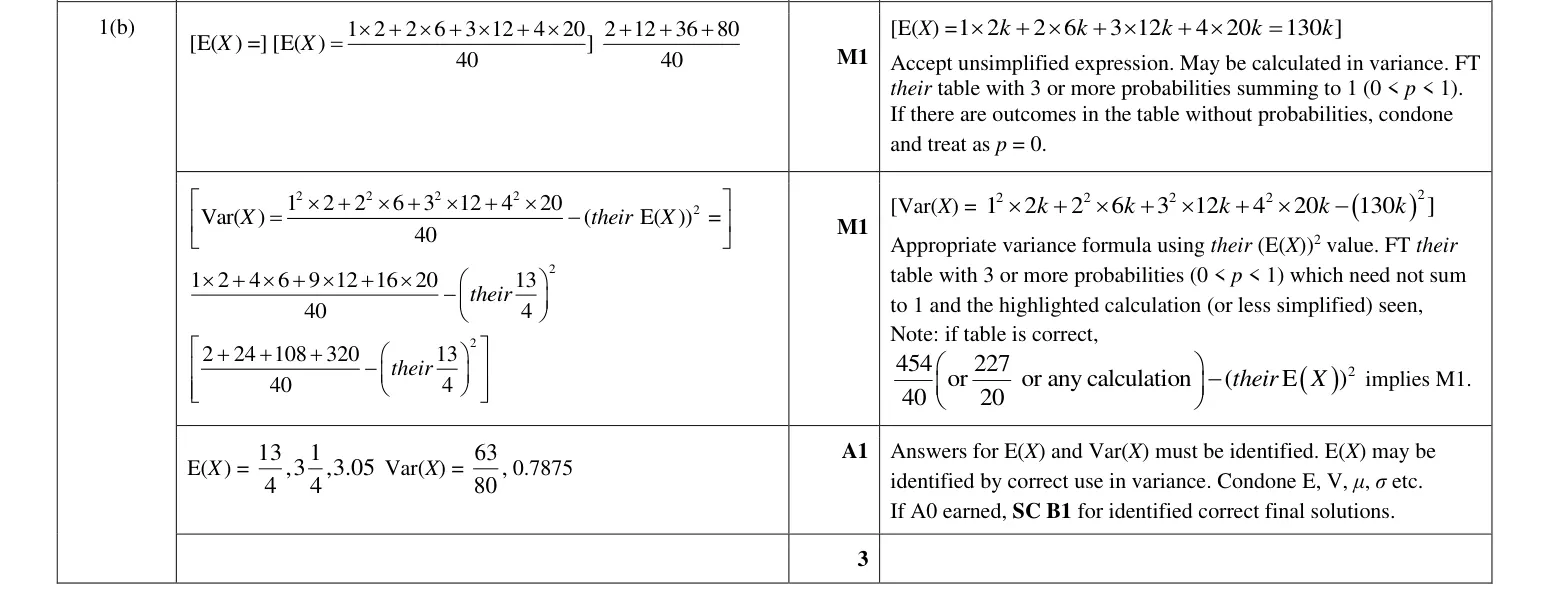 1(b)
[E(X) =] [E(X) = (1×2+2×6+3×12+4×20)/40] (2+12+36+80)/40
M1
[E(X) =1×2k + 2×6k + 3×12k + 4×20k = 130k]
Accept unsimplified expression. May be calculated in variance. FT
their table with 3 or more probabilities summing to 1 (0 < p < 1).
If there are outcomes in the table without probabilities, condone
and treat as p = 0.
[Var(X) = (1²×2+2²×6+3²×12+4²×20)/40 − (their E(X))² =]
(1×2+4×6+9×12+16×20)/40 − (their 13/4)²
[(2+24+108+320)/40 − (their 13/4)²]
M1
[Var(X) = 1²×2k + 2²×6k + 3²×12k + 4²×20k − (130k)²]
Appropriate variance formula using their (E(X))² value. FT their
table with 3 or more probabilities (0 < p < 1) which need not sum
to 1 and the highlighted calculation (or less simplified) seen,
Note: if table is correct,
454/40 (or 227/20 or any calculation) − (their E(X))² implies M1.
E(X) = 13/4, 3 1/4, 3.05 Var(X) = 63/80, 0.7875
A1
Answers for E(X) and Var(X) must be identified. E(X) may be
identified by correct use in variance. Condone E, V, μ, σ etc.
If A0 earned, SC B1 for identified correct final solutions.
3